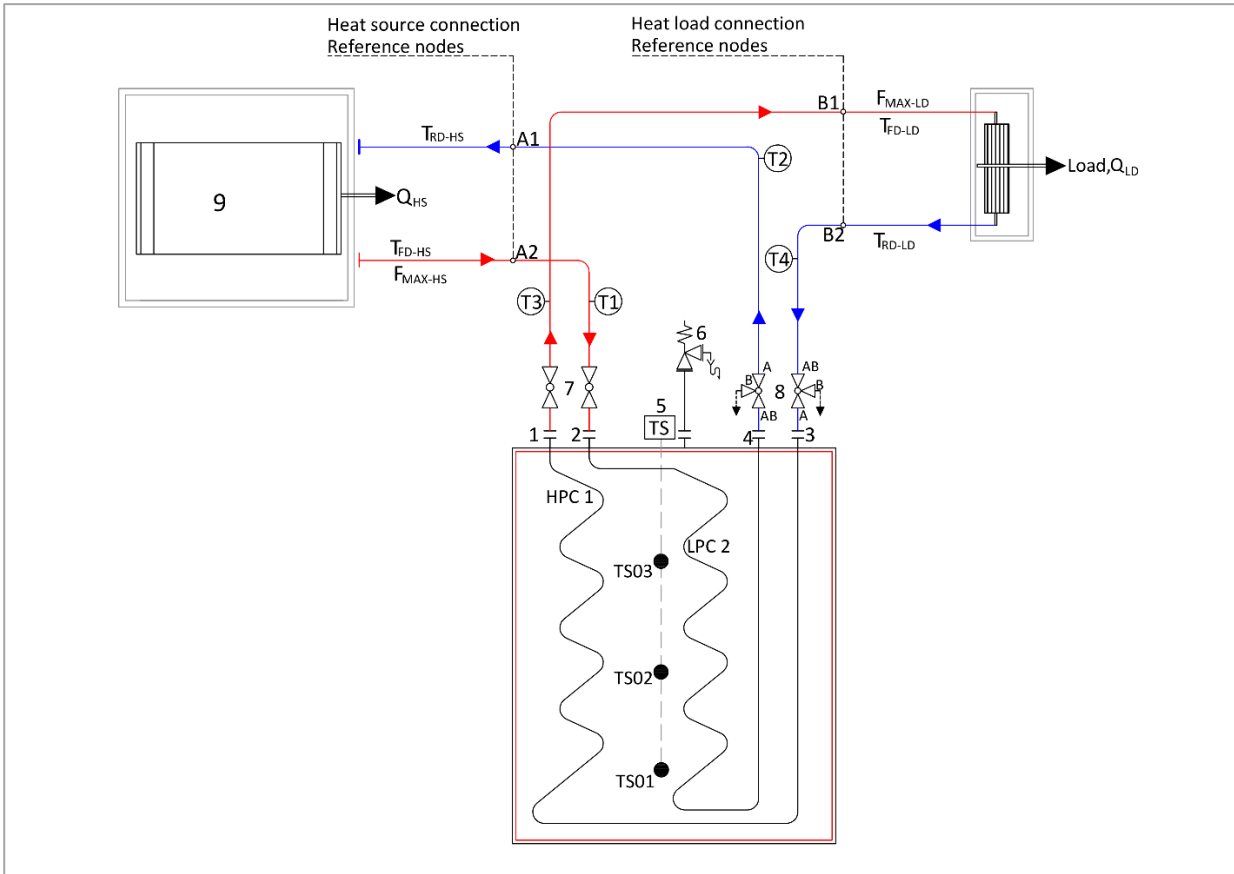 Heat source connection
Reference nodes
Heat load connection
Reference nodes
B1
FMAX-LD
TFD-LD
TRD-HS
A1
T2
Load,QLD
9
QHS
B2
TRD-LD
TFD-HS
A2
FMAX-HS
T4
T3
T1
6
A
AB
7
B
8
B
5
TS
AB
A
1
2
4
3
HPC 1
LPC 2
TS03
TS02
TS01